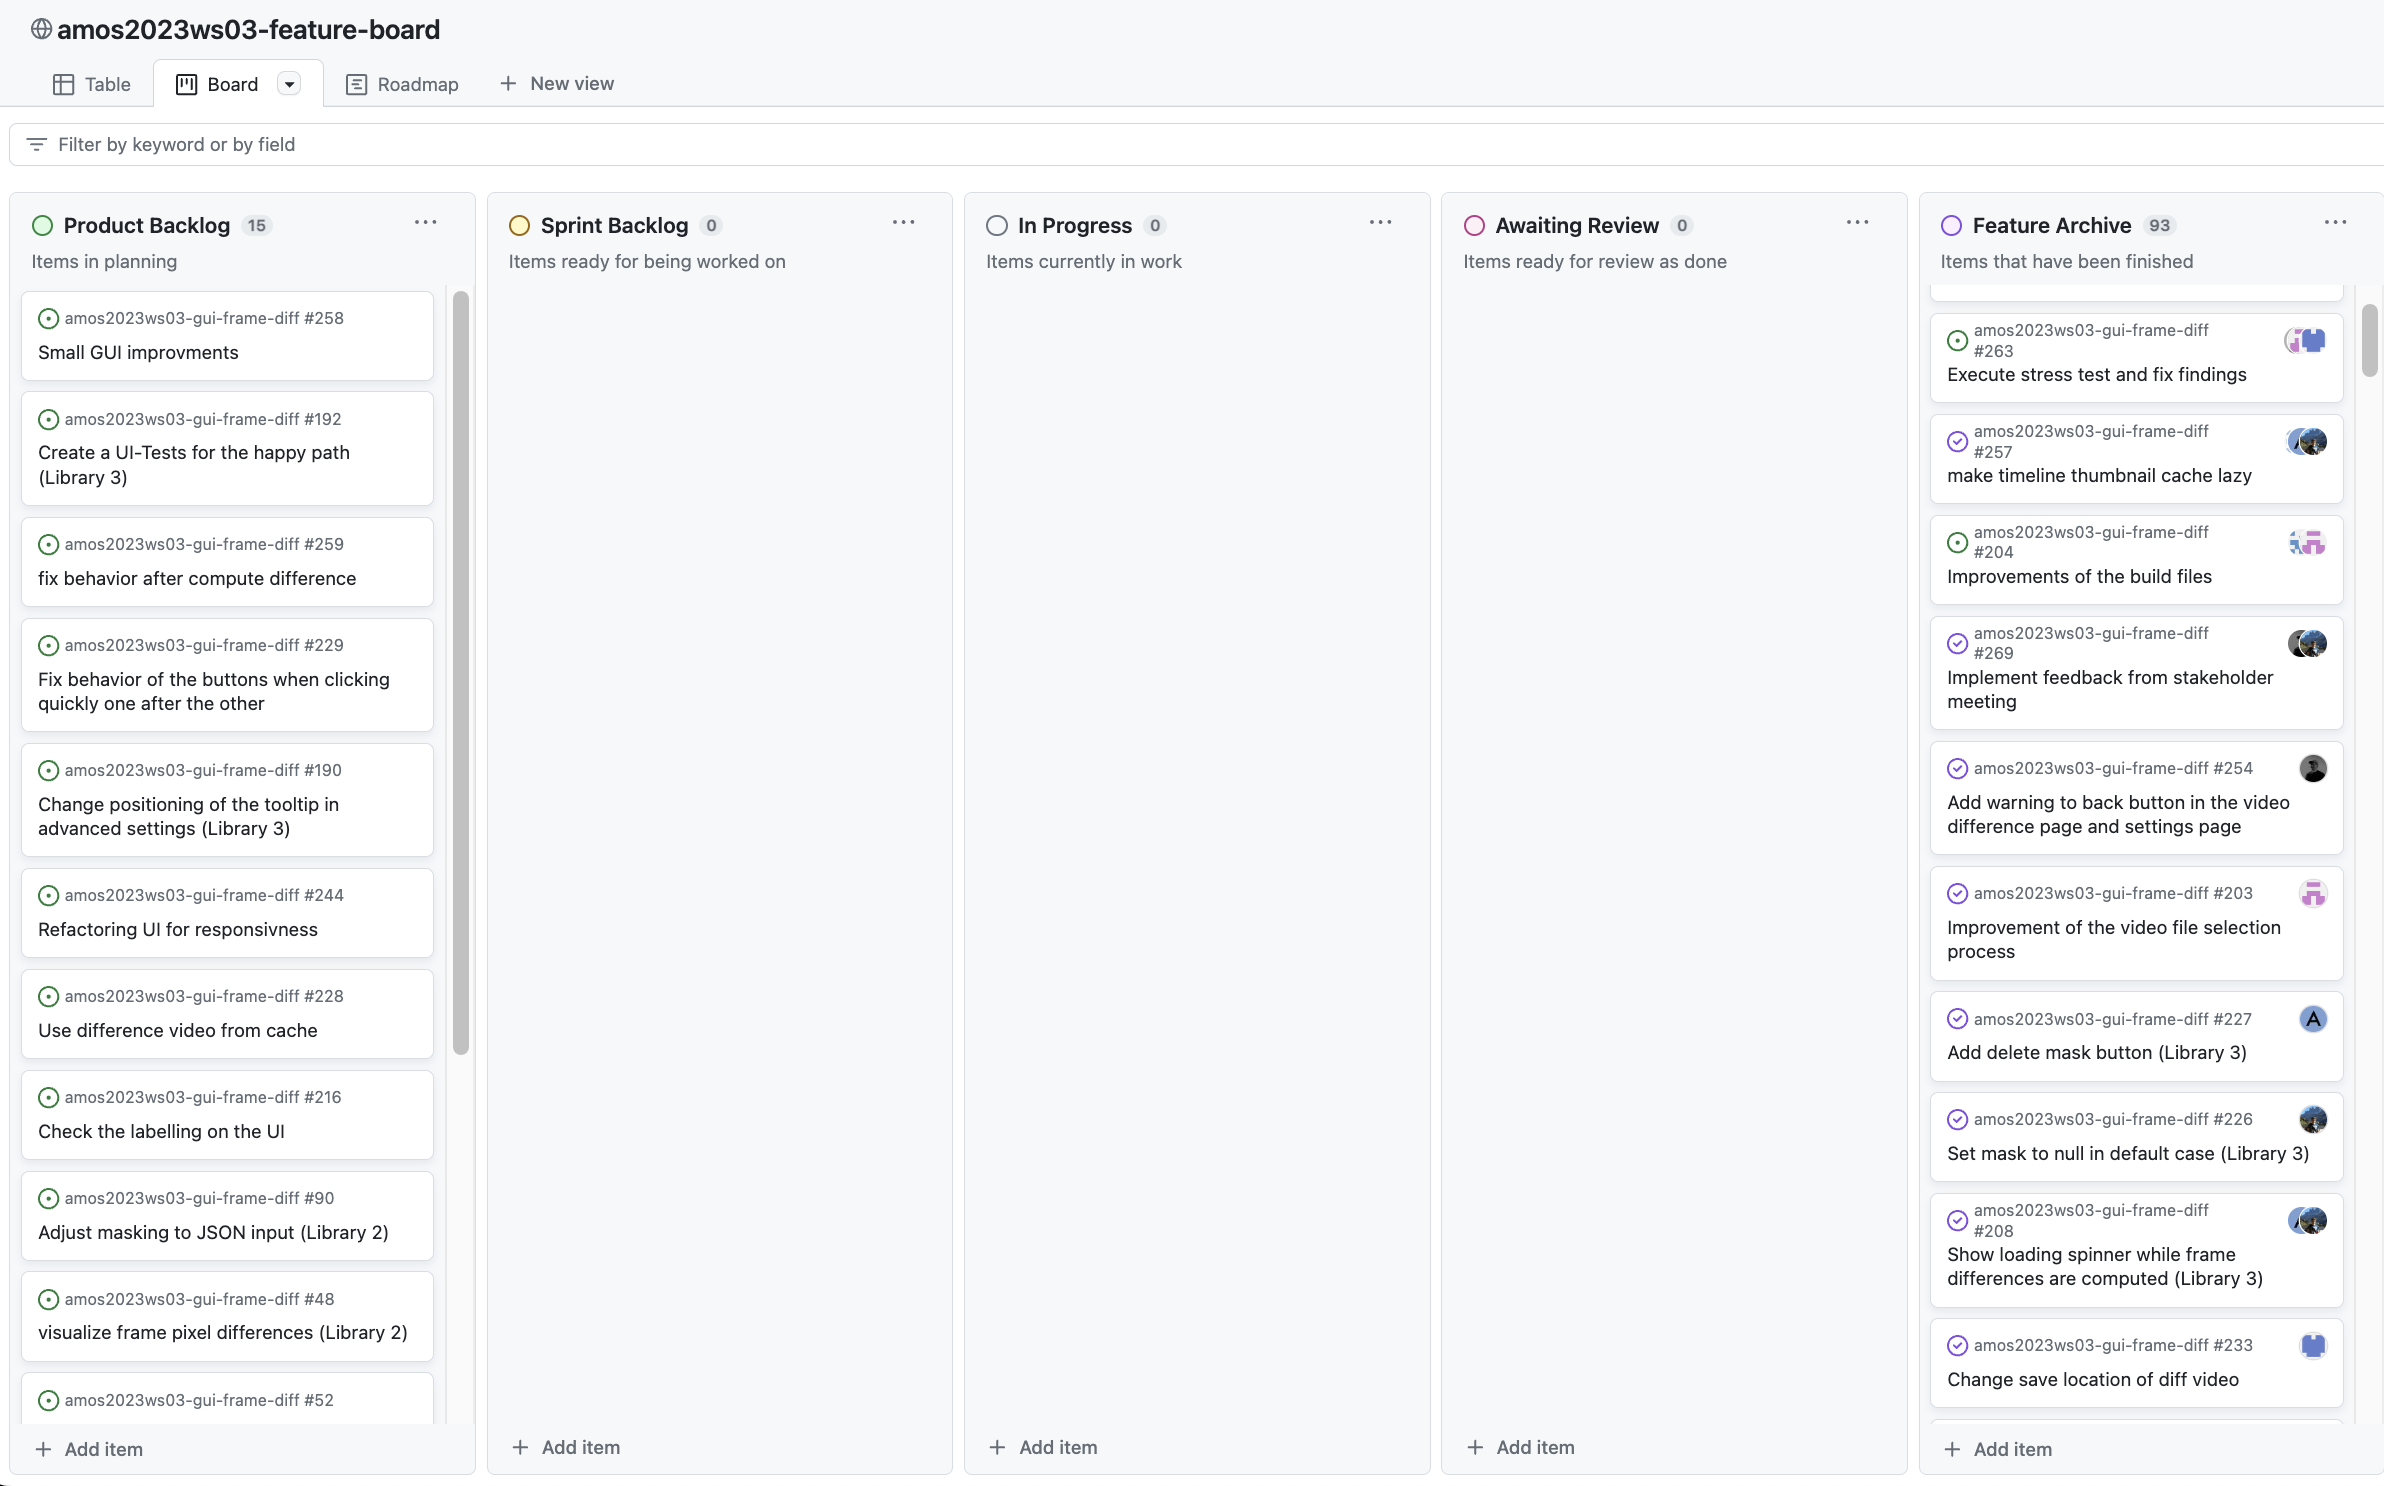 amos2023ws03-feature-board
Table
Board
Roadmap
New view
Filter by keyword or by field
Product Backlog 15
Items in planning
amos2023ws03-gui-frame-diff #258
Small GUI improvments
amos2023ws03-gui-frame-diff #192
Create a UI-Tests for the happy path
(Library 3)
amos2023ws03-gui-frame-diff #259
fix behavior after compute difference
amos2023ws03-gui-frame-diff #229
Fix behavior of the buttons when clicking
quickly one after the other
amos2023ws03-gui-frame-diff #190
Change positioning of the tooltip in
advanced settings (Library 3)
amos2023ws03-gui-frame-diff #244
Refactoring UI for responsivness
amos2023ws03-gui-frame-diff #228
Use difference video from cache
amos2023ws03-gui-frame-diff #216
Check the labelling on the UI
amos2023ws03-gui-frame-diff #90
Adjust masking to JSON input (Library 2)
amos2023ws03-gui-frame-diff #48
visualize frame pixel differences (Library 2)
amos2023ws03-gui-frame-diff #52
+ Add item
Sprint Backlog 0
Items ready for being worked on
+ Add item
In Progress 0
Items currently in work
+ Add item
Awaiting Review 0
Items ready for review as done
+ Add item
Feature Archive 93
Items that have been finished
amos2023ws03-gui-frame-diff
#263
Execute stress test and fix findings
amos2023ws03-gui-frame-diff
#257
make timeline thumbnail cache lazy
amos2023ws03-gui-frame-diff
#204
Improvements of the build files
amos2023ws03-gui-frame-diff
#269
Implement feedback from stakeholder
meeting
amos2023ws03-gui-frame-diff #254
Add warning to back button in the video
difference page and settings page
amos2023ws03-gui-frame-diff #203
Improvement of the video file selection
process
amos2023ws03-gui-frame-diff #227
A
Add delete mask button (Library 3)
amos2023ws03-gui-frame-diff #226
Set mask to null in default case (Library 3)
amos2023ws03-gui-frame-diff
#208
Show loading spinner while frame
differences are computed (Library 3)
amos2023ws03-gui-frame-diff #233
Change save location of diff video
+ Add item